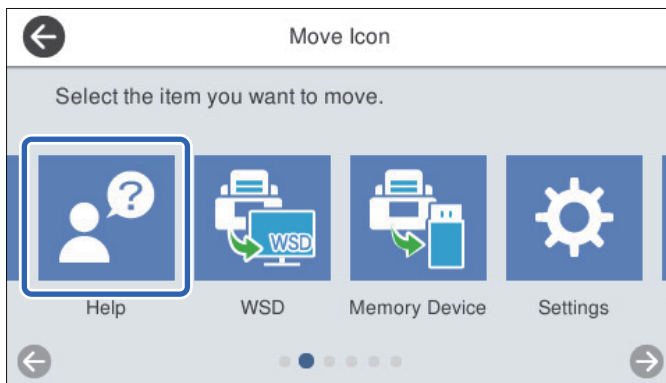 Move Icon
Select the item you want to move.
?
WSD
Help
WSD
Memory Device
Settings